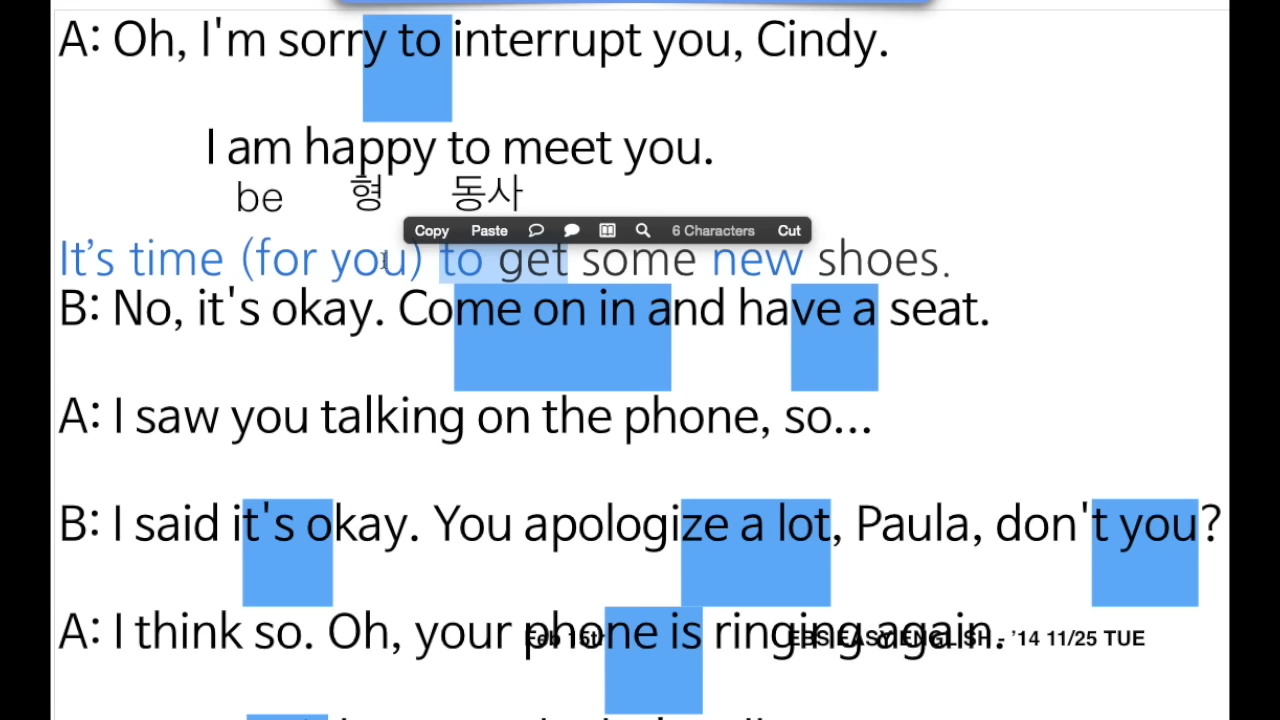 A: Oh, I'm sorry to interrupt you, Cindy.
I am happy to meet you.
be 형 동사
Copy Paste 6 Characters Cut
It’s time (for you) to get some new shoes.
B: No, it's okay. Come on in and have a seat.
A: I saw you talking on the phone, so...
B: I said it's okay. You apologize a lot, Paula, don't you?
A: I think so. Oh, your phone is ringing again.
Feb 15th EBS EASY ENGLISH - ’14 11/25 TUE